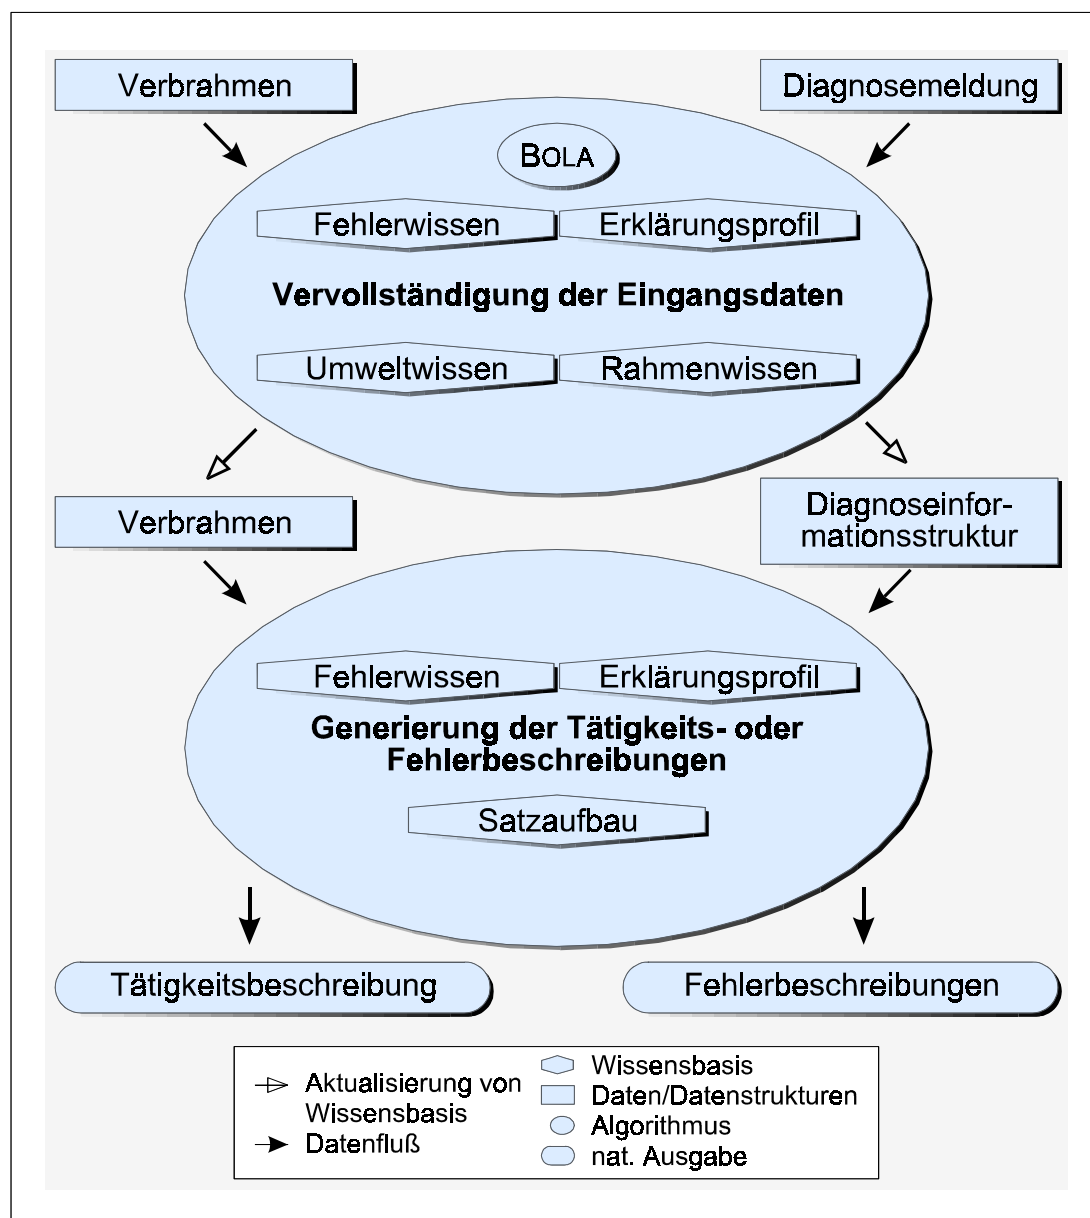 Verbrahmen
Diagnosemeldung
BOLA
Fehlerwissen
Erklärungsprofil
Vervollständigung der Eingangsdaten
Umweltwissen
Rahmenwissen
Verbrahmen
Diagnoseinfor-
mationsstruktur
Fehlerwissen
Erklärungsprofil
Generierung der Tätigkeits- oder
Fehlerbeschreibungen
Satzaufbau
Tätigkeitsbeschreibung
Fehlerbeschreibungen
Aktualisierung von
Wissensbasis
Datenfluß
Wissensbasis
Daten/Datenstrukturen
Algorithmus
nat. Ausgabe